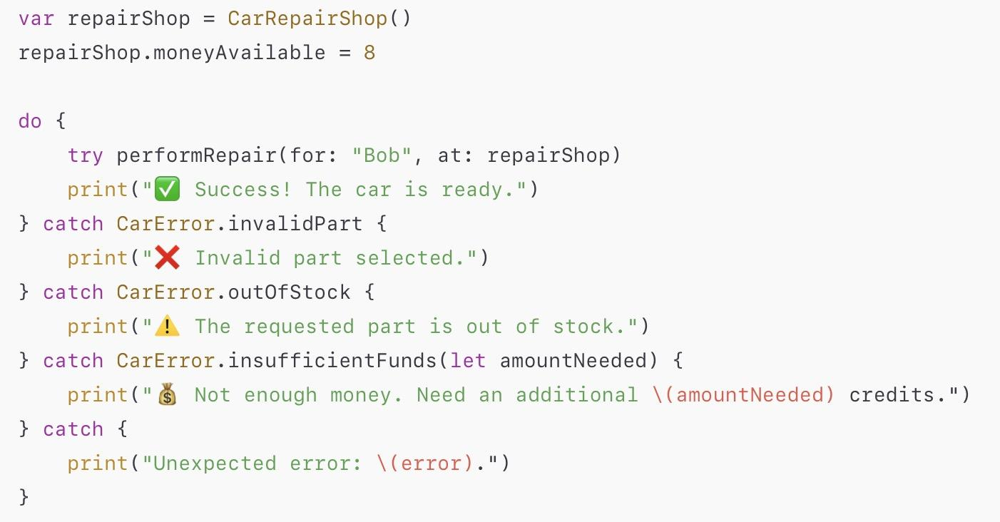 var repairShop = CarRepairShop()
repairShop.moneyAvailable = 8

do {
    try performRepair(for: "Bob", at: repairShop)
    print("✅ Success! The car is ready.")
} catch CarError.invalidPart {
    print("❌ Invalid part selected.")
} catch CarError.outOfStock {
    print("⚠️ The requested part is out of stock.")
} catch CarError.insufficientFunds(let amountNeeded) {
    print("💰 Not enough money. Need an additional \(amountNeeded) credits.")
} catch {
    print("Unexpected error: \(error).")
}